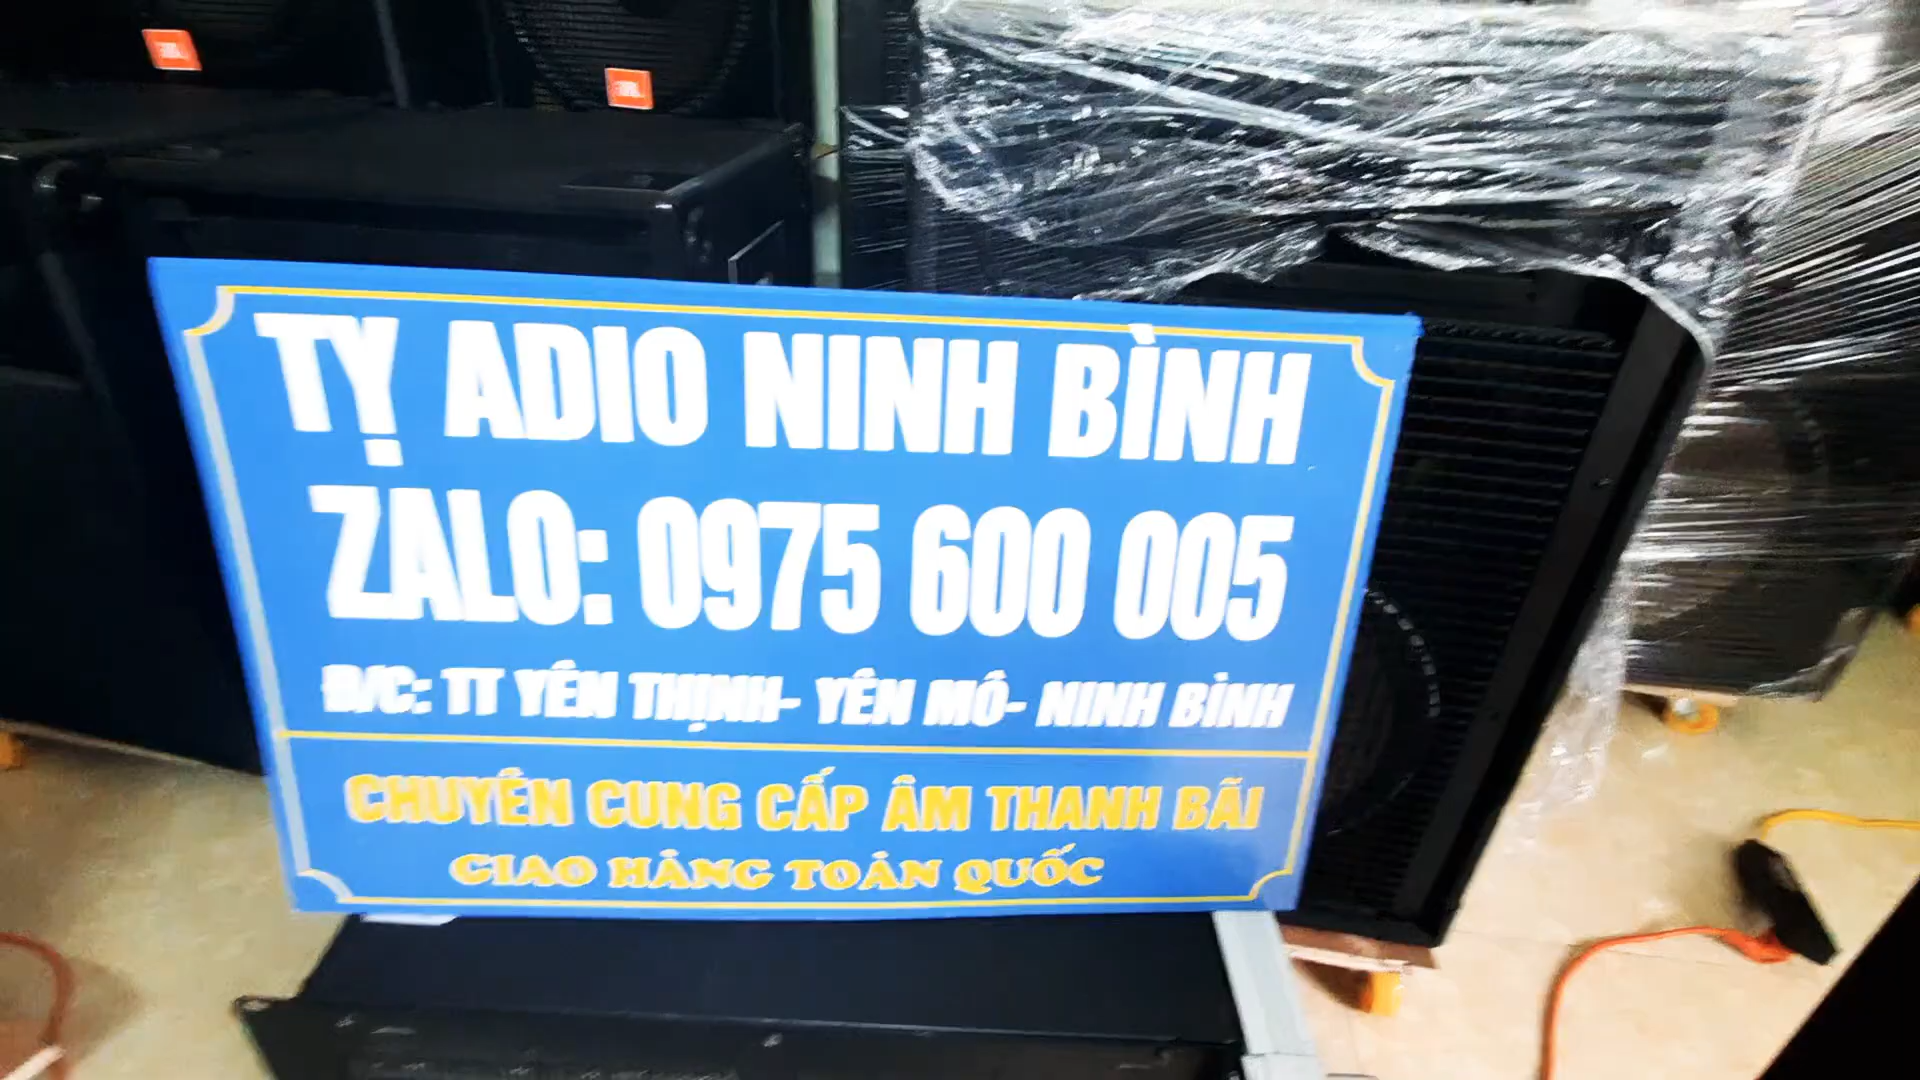 TỴ ADIO NINH BÌNH
ZALO: 0975 600 005
Đ/C: TT YÊN THỊNH- YÊN MÔ- NINH BÌNH
CHUYÊN CUNG CẤP ÂM THANH BÃI
GIAO HÀNG TOÀN QUỐC